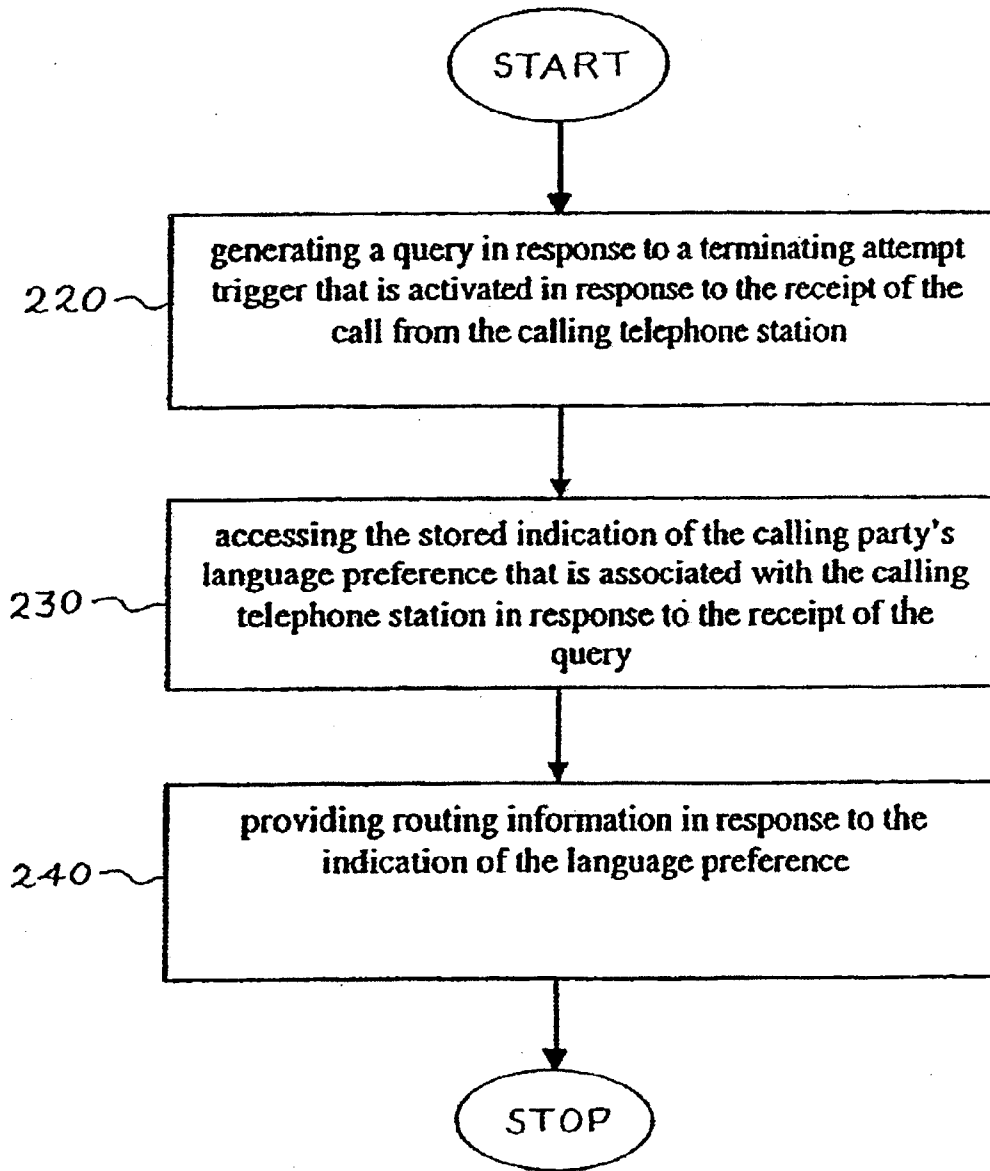 START
generating a query in response to a terminating attempt
trigger that is activated in response to the receipt of the
call from the calling telephone station
220
accessing the stored indication of the calling party's
language preference that is associated with the calling
telephone station in response to the receipt of the
query
230
providing routing information in response to the
indication of the language preference
240
STOP